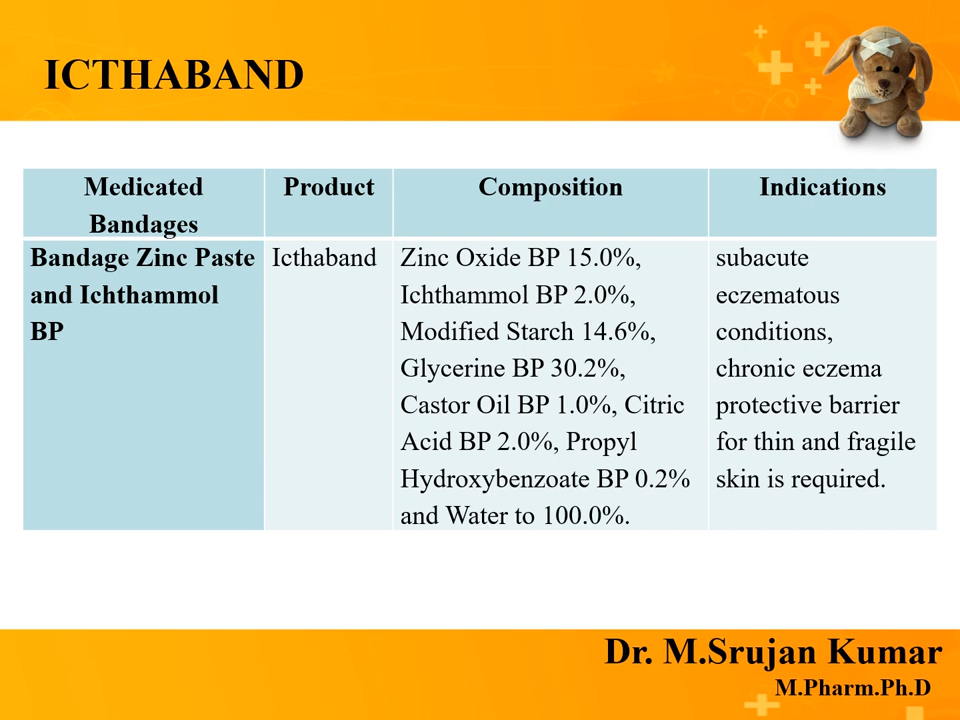 ICTHABAND
Medicated
Bandages
Product
Composition
Indications
Bandage Zinc Paste
and Ichthammol
BP
Icthaband
Zinc Oxide BP 15.0%,
Ichthammol BP 2.0%,
Modified Starch 14.6%,
Glycerine BP 30.2%,
Castor Oil BP 1.0%, Citric
Acid BP 2.0%, Propyl
Hydroxybenzoate BP 0.2%
and Water to 100.0%.
subacute
eczematous
conditions,
chronic eczema
protective barrier
for thin and fragile
skin is required.
Dr. M.Srujan Kumar
M.Pharm.Ph.D